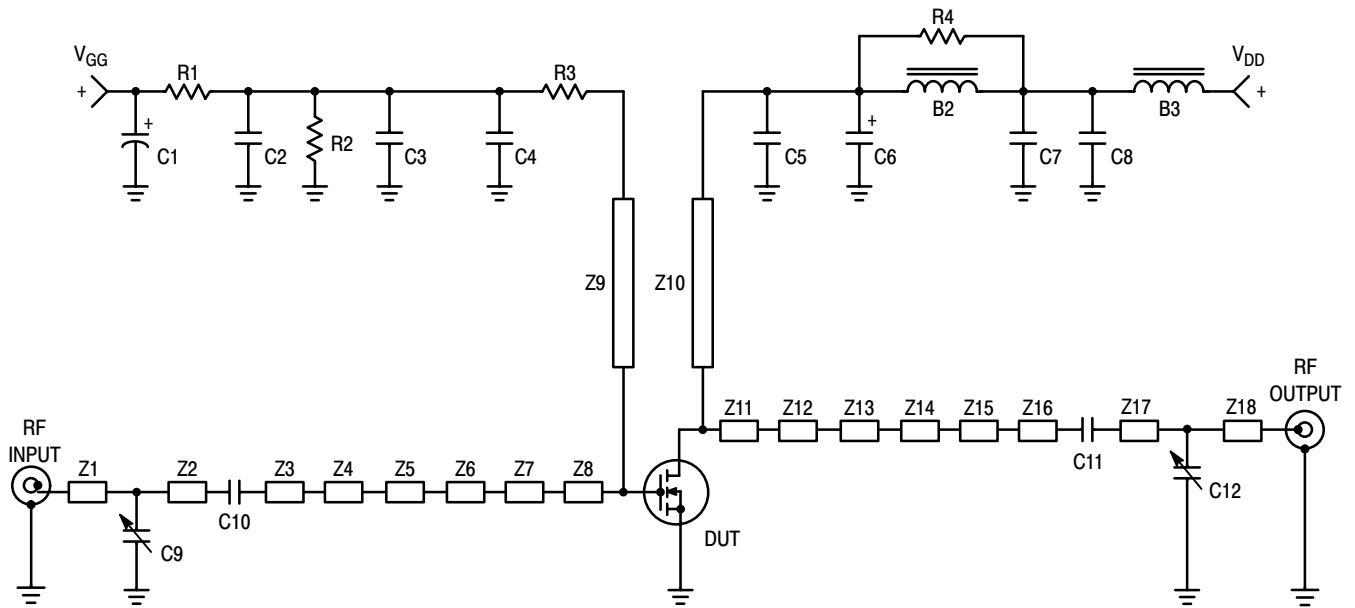 R4
VGG
R1
R3
VDD
+
+
B2
B3
+
C1
C2
R2
C3
C4
C5
+
C6
C7
C8
Z9
Z10
RF
INPUT
Z1
Z2
Z3
Z4
Z5
Z6
Z7
Z8
C10
C9
DUT
Z11
Z12
Z13
Z14
Z15
Z16
Z17
Z18
C11
C12
RF
OUTPUT